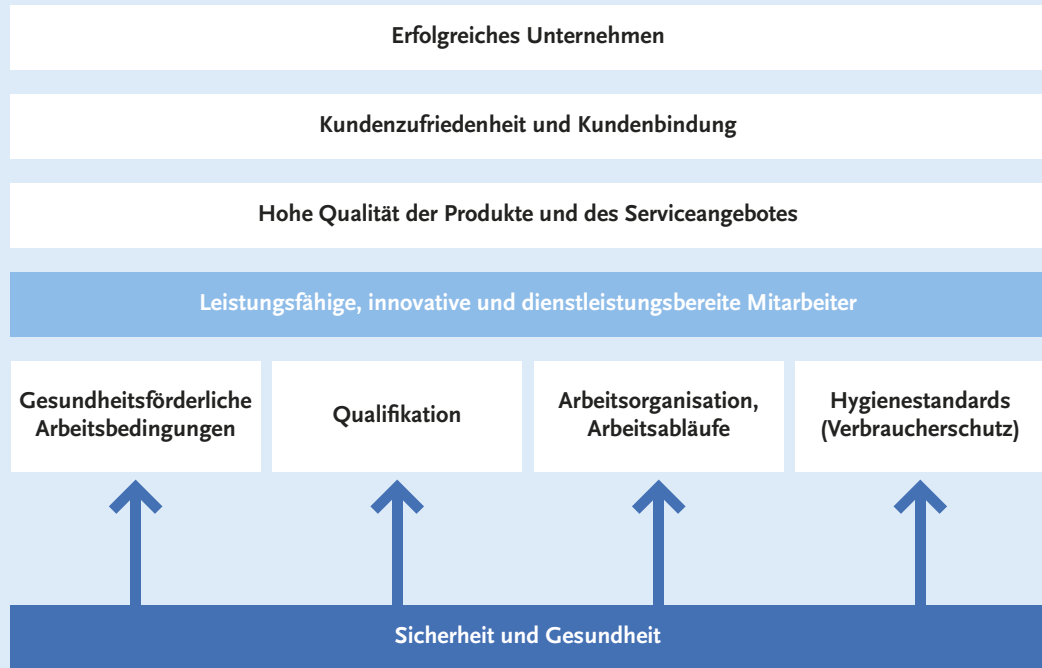 Erfolgreiches Unternehmen
Kundenzufriedenheit und Kundenbindung
Hohe Qualität der Produkte und des Serviceangebotes
Leistungsfähige, innovative und dienstleistungsbereite Mitarbeiter
Gesundheitsförderliche
Arbeitsbedingungen
Qualifikation
Arbeitsorganisation,
Arbeitsabläufe
Hygienestandards
(Verbraucherschutz)
Sicherheit und Gesundheit